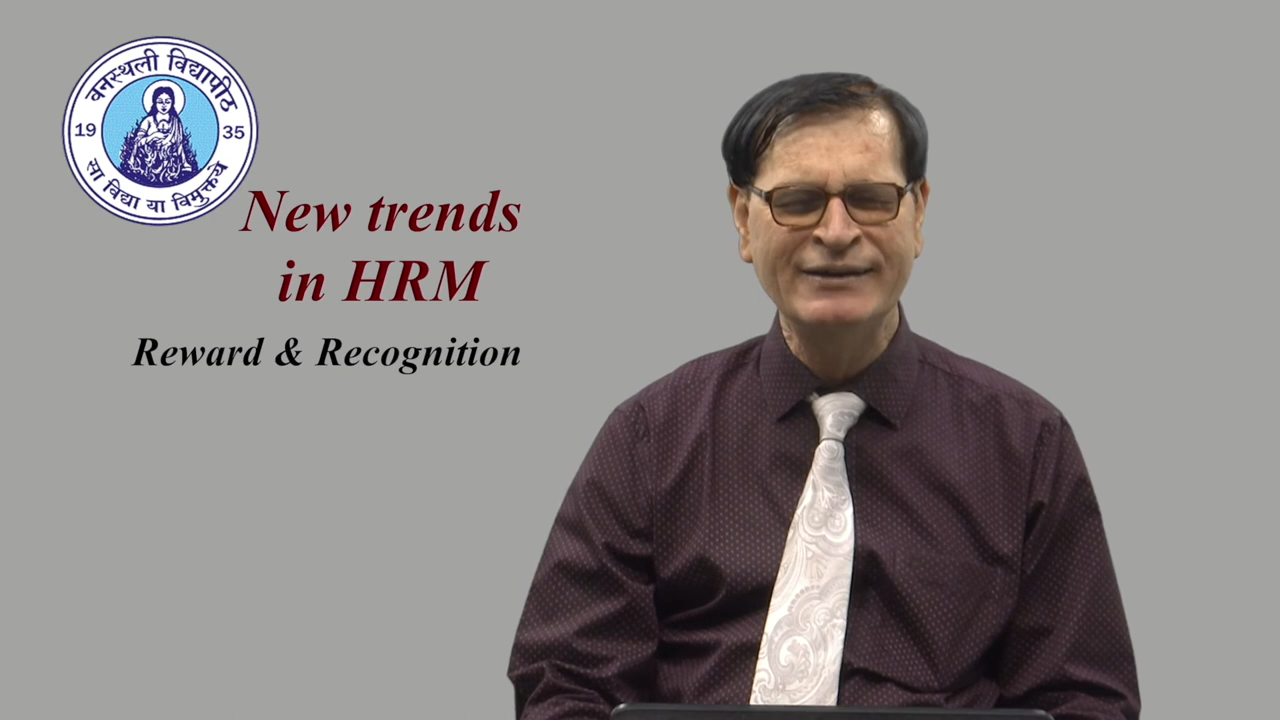 वनस्थली विद्यापीठ
19 35
सा विद्या या विमुक्तये
New trends
in HRM
Reward & Recognition